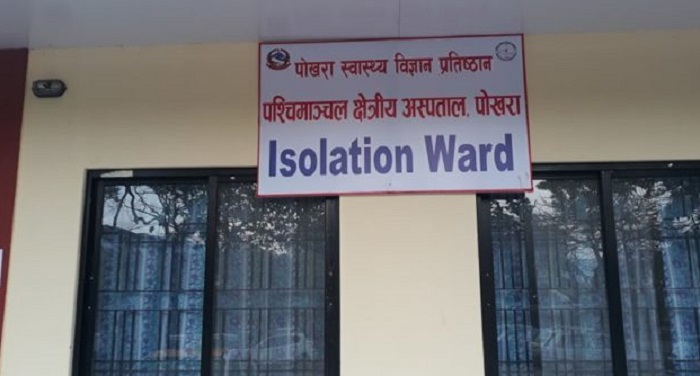 पोखरा स्वास्थ्य विज्ञान प्रतिष्ठान
पश्चिमाञ्चल क्षेत्रीय अस्पताल, पोखरा
Isolation Ward